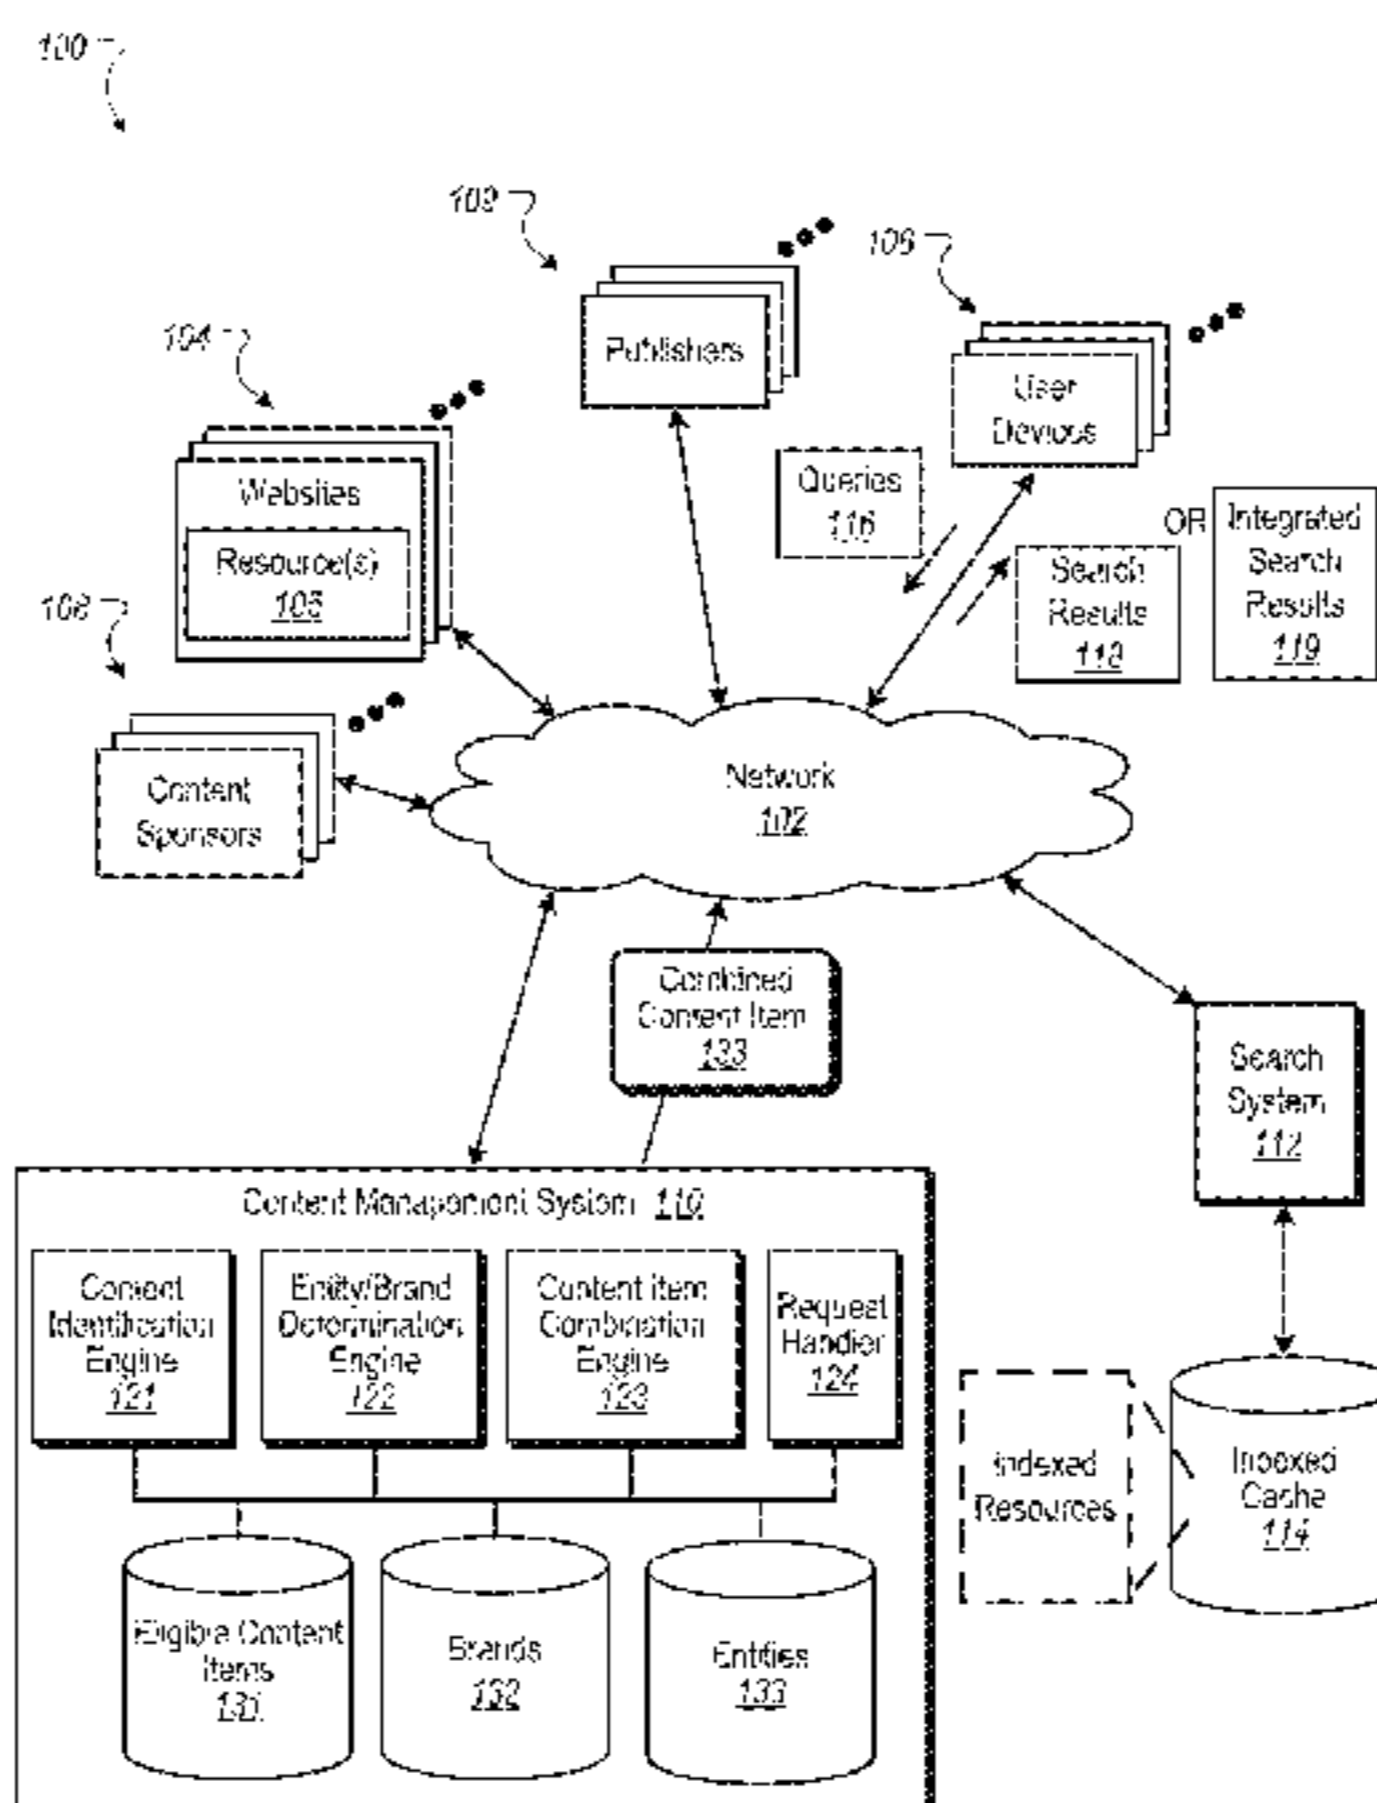 100
109
106
104
Publishers
User
Devices
Websites
Resource(s)
105
Queries
116
OR
Integrated
Search
Results
119
Search
Results
118
108
Content
Sponsors
Network
102
Combined
Content Item
133
Search
System
112
Content Management System 110
Content
Identification
Engine
121
Entity/Brand
Determination
Engine
122
Content Item
Combination
Engine
123
Request
Handler
124
Indexed
Resources
Indexed
Cache
114
Eligible Content
Items
131
Brands
132
Entities
133